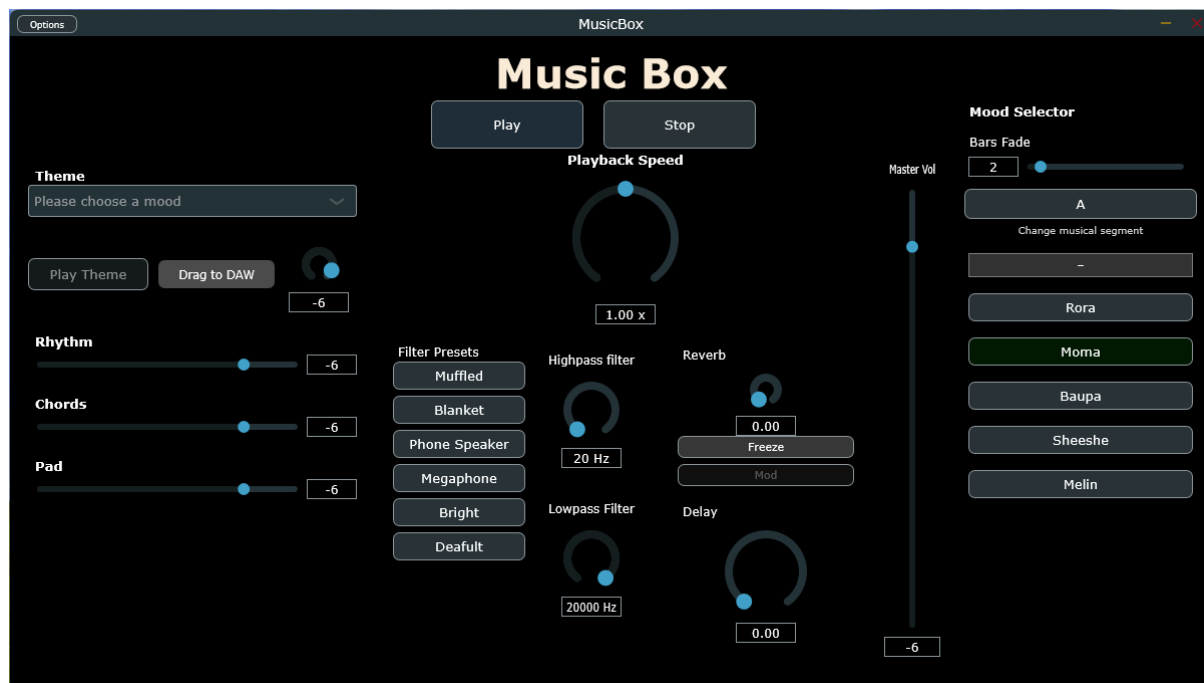 Options
MusicBox
Music Box
Play
Stop
Playback Speed
1.00 x
Theme
Please choose a mood
Play Theme
Drag to DAW
-6
Rhythm
-6
Chords
-6
Pad
-6
Filter Presets
Muffled
Blanket
Phone Speaker
Megaphone
Bright
Deafult
Highpass filter
20 Hz
Lowpass Filter
20000 Hz
Reverb
0.00
Freeze
Mod
Delay
0.00
Master Vol
-6
Mood Selector
Bars Fade
2
A
Change musical segment
–
Rora
Moma
Baupa
Sheeshe
Melin